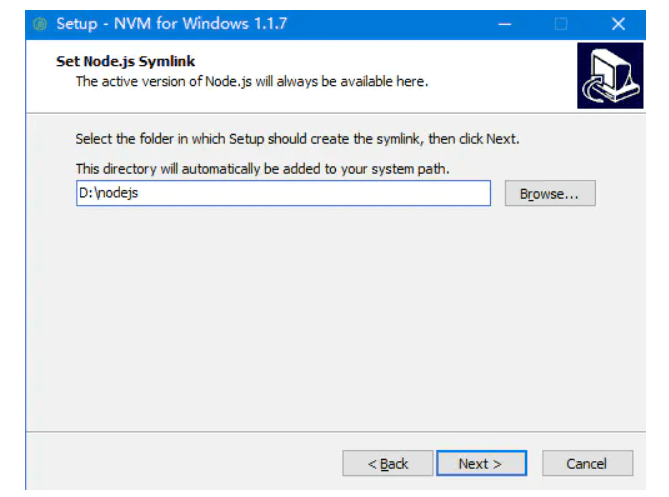 Setup - NVM for Windows 1.1.7
Set Node.js Symlink
The active version of Node.js will always be available here.
Select the folder in which Setup should create the symlink, then click Next.
This directory will automatically be added to your system path.
D:\nodejs
Browse...
< Back
Next >
Cancel